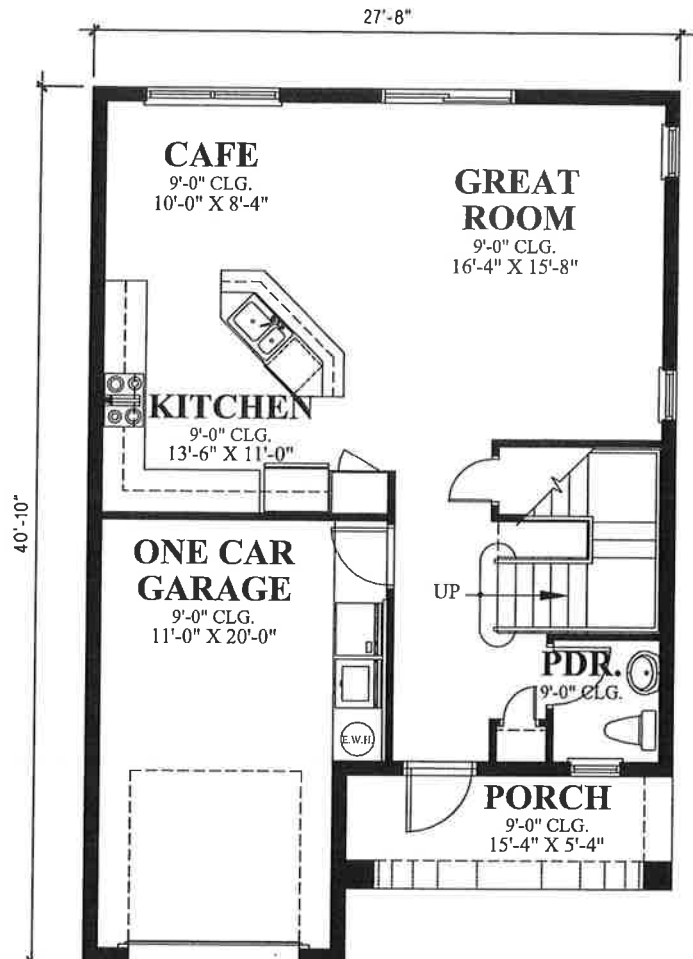 27'-8"
CAFE
9'-0" CLG.
10'-0" X 8'-4"
GREAT
ROOM
9'-0" CLG.
16'-4" X 15'-8"
KITCHEN
9'-0" CLG.
13'-6" X 11'-0"
40'-10"
ONE CAR
GARAGE
9'-0" CLG.
11'-0" X 20'-0"
UP
PDR.
9'-0" CLG.
E.W.H.
PORCH
9'-0" CLG.
15'-4" X 5'-4"